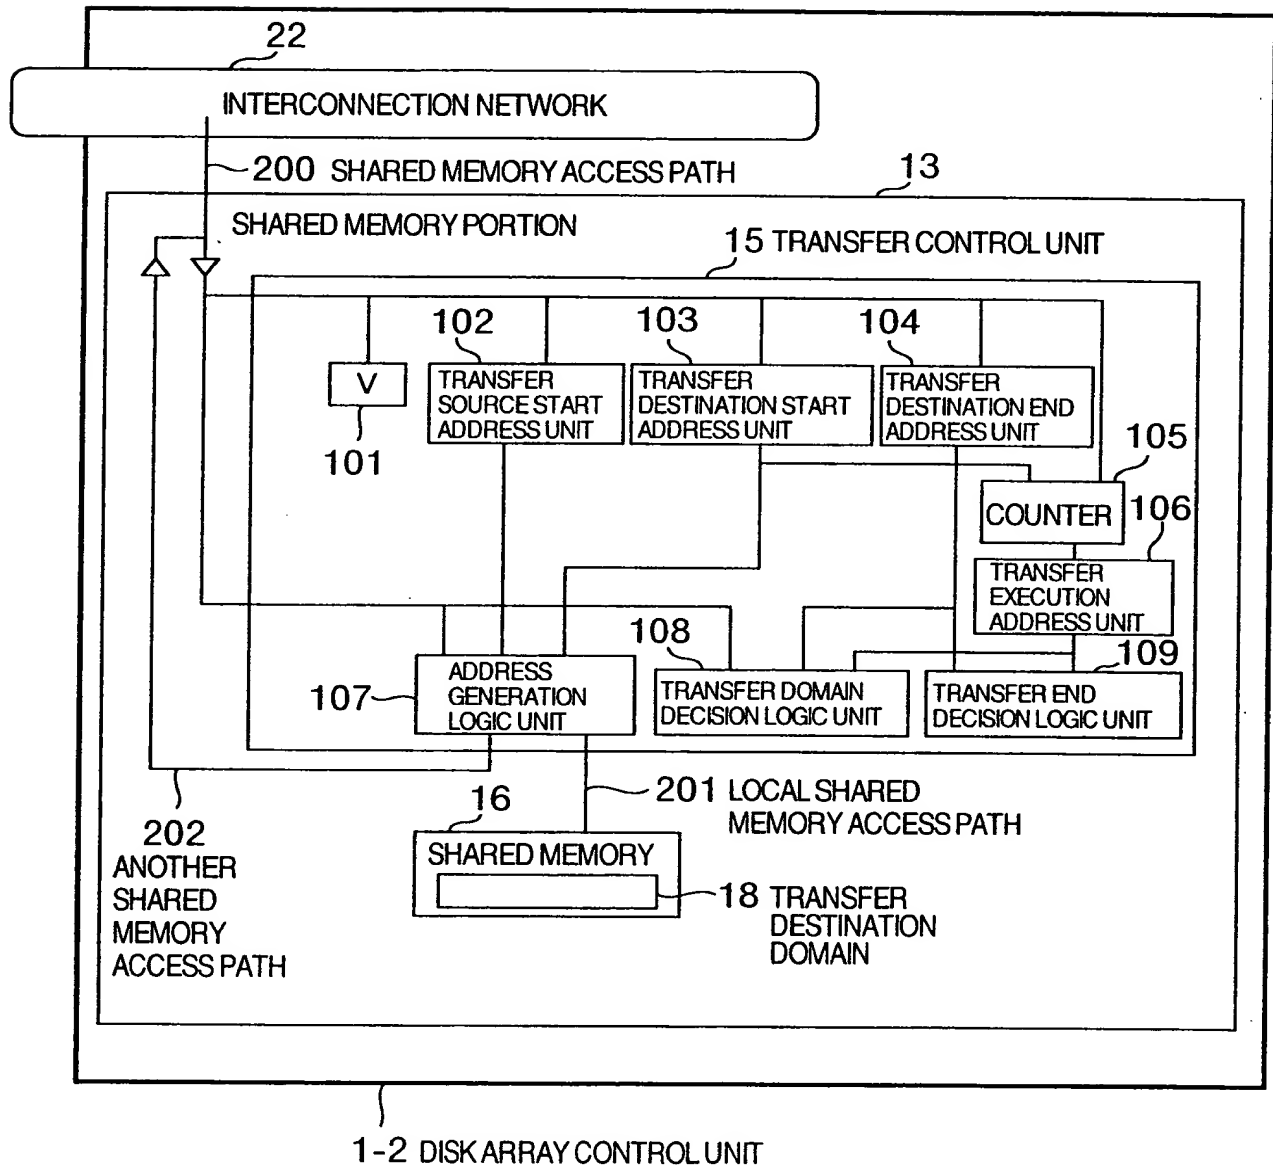 22
INTERCONNECTION NETWORK
200 SHARED MEMORY ACCESS PATH
13
SHARED MEMORY PORTION
15 TRANSFER CONTROL UNIT
102
103
104
V
101
TRANSFER
SOURCE START
ADDRESS UNIT
TRANSFER
DESTINATION START
ADDRESS UNIT
TRANSFER
DESTINATION END
ADDRESS UNIT
105
COUNTER
106
TRANSFER
EXECUTION
ADDRESS UNIT
108
109
107
ADDRESS
GENERATION
LOGIC UNIT
TRANSFER DOMAIN
DECISION LOGIC UNIT
TRANSFER END
DECISION LOGIC UNIT
201 LOCAL SHARED
MEMORY ACCESS PATH
16
SHARED MEMORY
18 TRANSFER
DESTINATION
DOMAIN
202
ANOTHER
SHARED
MEMORY
ACCESS PATH
1-2 DISK ARRAY CONTROL UNIT